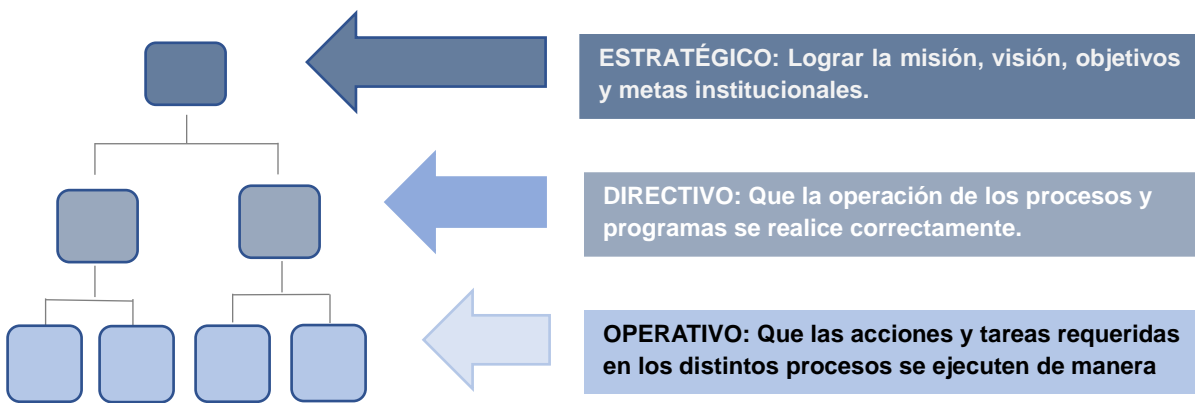 ESTRATÉGICO: Lograr la misión, visión, objetivos
y metas institucionales.
DIRECTIVO: Que la operación de los procesos y
programas se realice correctamente.
OPERATIVO: Que las acciones y tareas requeridas
en los distintos procesos se ejecuten de manera